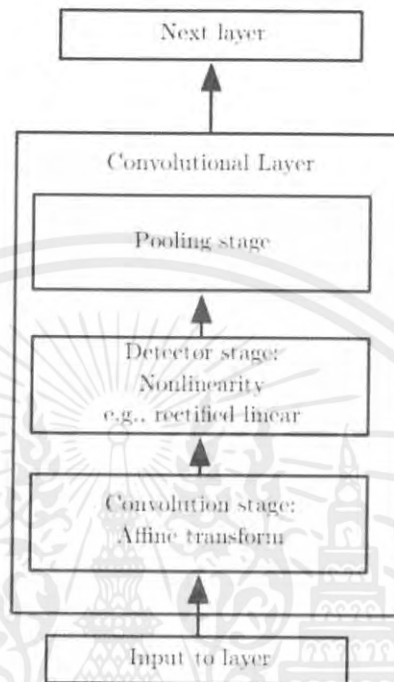 Next layer
Convolutional Layer
Pooling stage
Detector stage:
Nonlinearity
e.g., rectified linear
Convolution stage:
Affine transform
Input to layer